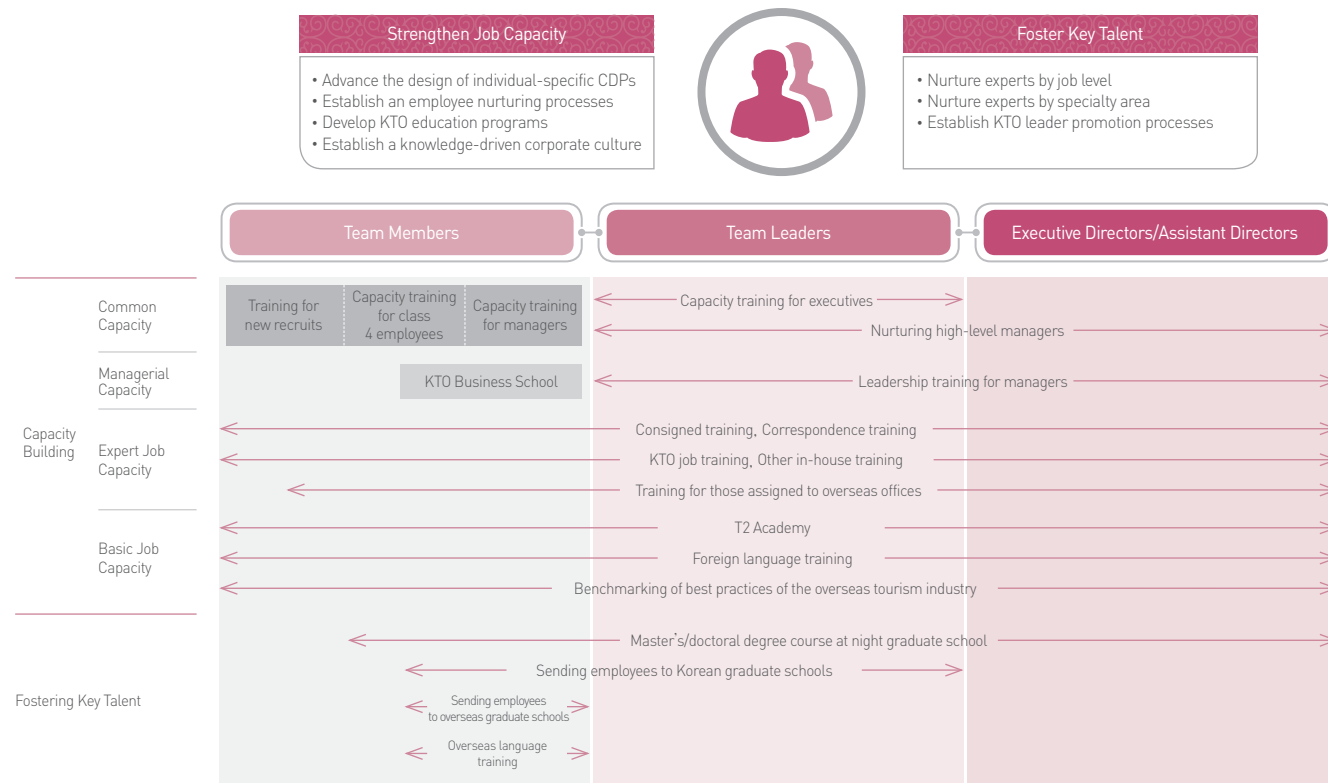 Strengthen Job Capacity
• Advance the design of individual-specific CDPs
• Establish an employee nurturing processes
• Develop KTO education programs
• Establish a knowledge-driven corporate culture
Foster Key Talent
• Nurture experts by job level
• Nurture experts by specialty area
• Establish KTO leader promotion processes
Team Members
Team Leaders
Executive Directors/Assistant Directors
Capacity
Building
Common
Capacity
Training for
new recruits
Capacity training
for class
4 employees
Capacity training
for managers
Capacity training for executives
Nurturing high-level managers
Managerial
Capacity
KTO Business School
Leadership training for managers
Expert Job
Capacity
Consigned training, Correspondence training
KTO job training, Other in-house training
Training for those assigned to overseas offices
Basic Job
Capacity
T2 Academy
Foreign language training
Benchmarking of best practices of the overseas tourism industry
Fostering Key Talent
Master's/doctoral degree course at night graduate school
Sending employees to Korean graduate schools
Sending employees
to overseas graduate schools
Overseas language
training